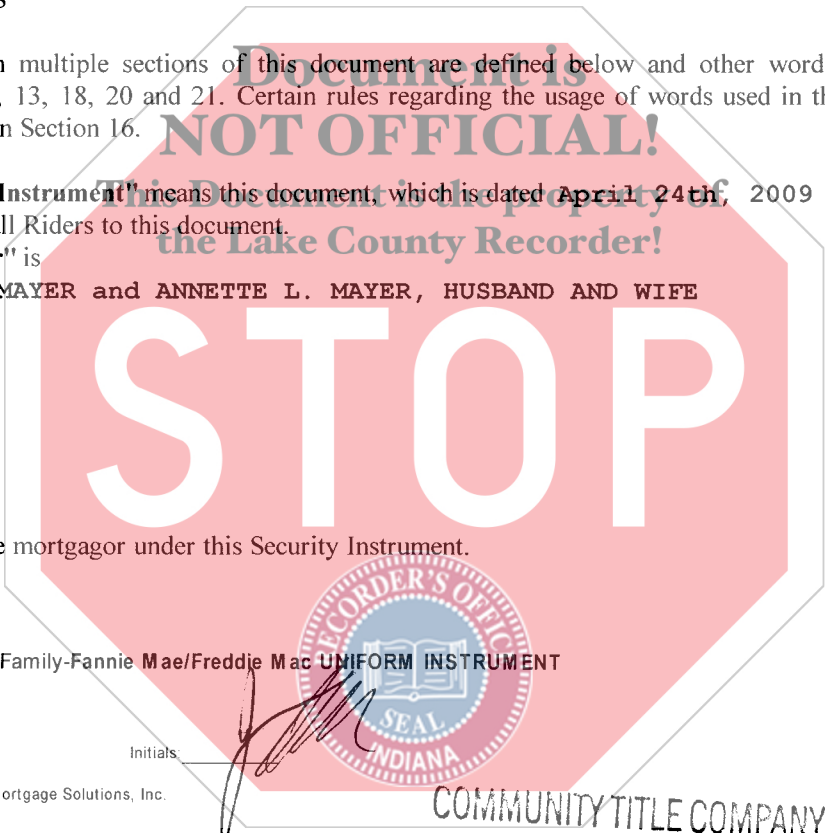 multiple sections of this document are defined below and other word
, 13, 18, 20 and 21. Certain rules regarding the usage of words used in th
n Section 16.
Document is
NOT OFFICIAL!
This Document is the property of
the Lake County Recorder!
Instrument" means this document, which is dated April 24th, 2009
ll Riders to this document.
" is
MAYER and ANNETTE L. MAYER, HUSBAND AND WIFE
STOP
e mortgagor under this Security Instrument.
RECORDER'S OFFICE
SEAL
INDIANA
Family-Fannie Mae/Freddie Mac UNIFORM INSTRUMENT
Initials:
ortgage Solutions, Inc.
COMMUNITY TITLE COMPANY